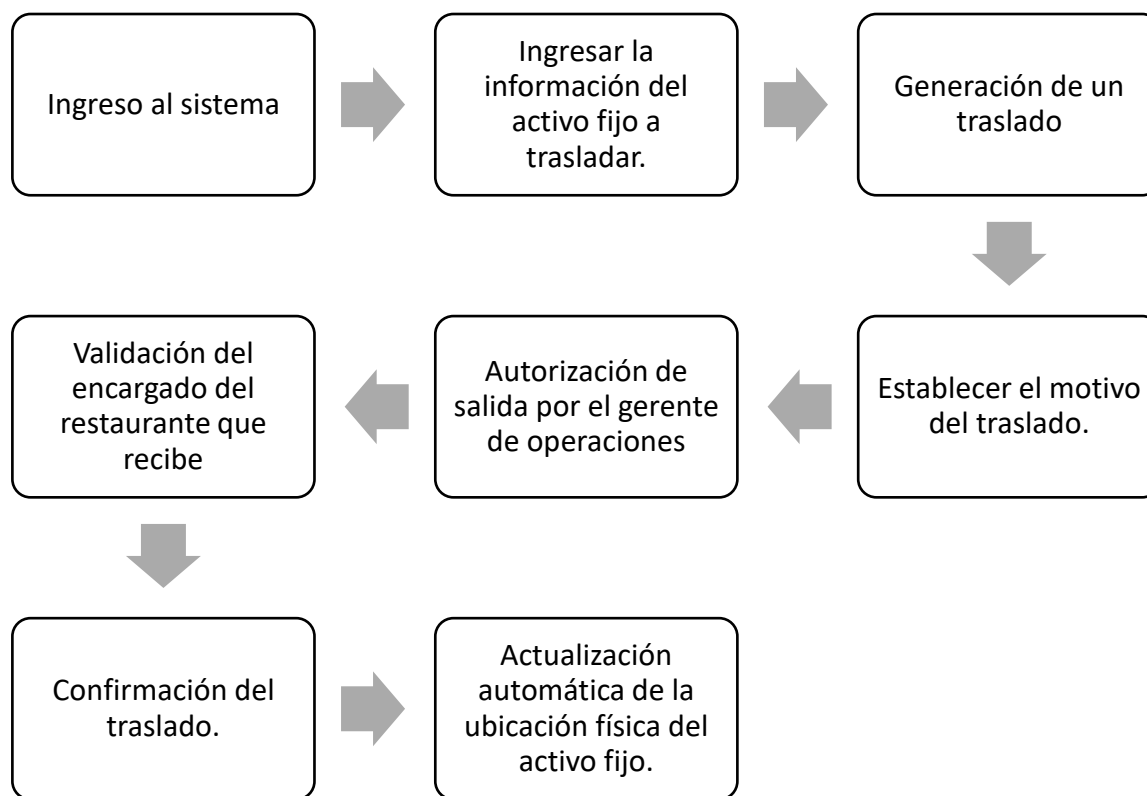 Ingreso al sistema
Ingresar la
información del
activo fijo a
trasladar.
Generación de un
traslado
Establecer el motivo
del traslado.
Autorización de
salida por el gerente
de operaciones
Validación del
encargado del
restaurante que
recibe
Confirmación del
traslado.
Actualización
automática de la
ubicación física del
activo fijo.